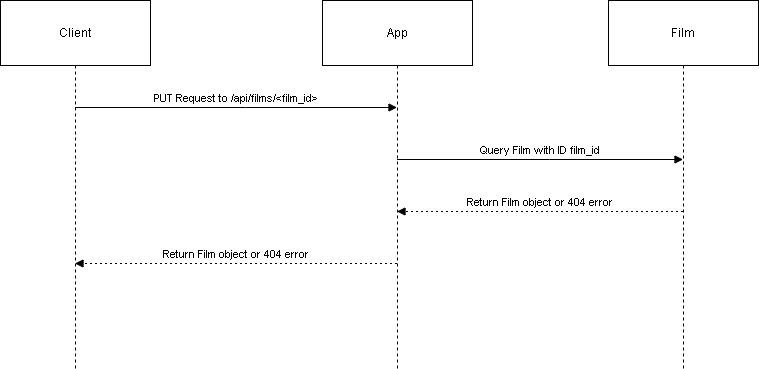 Client
App
Film
PUT Request to /api/films/<film_id>
Query Film with ID film_id
Return Film object or 404 error
Return Film object or 404 error